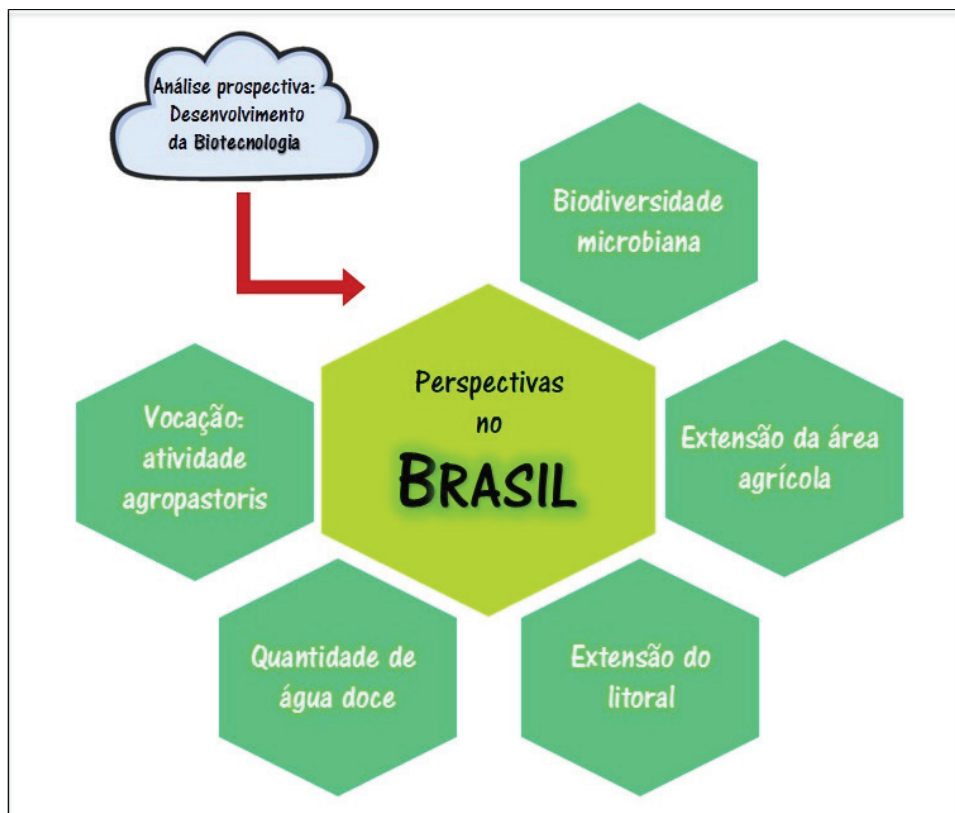 Análise prospectiva:
Desenvolvimento
da Biotecnologia
Biodiversidade
microbiana
Perspectivas
no
BRASIL
Vocação:
atividade
agropastoris
Extensão da área
agrícola
Quantidade de
água doce
Extensão do
litoral